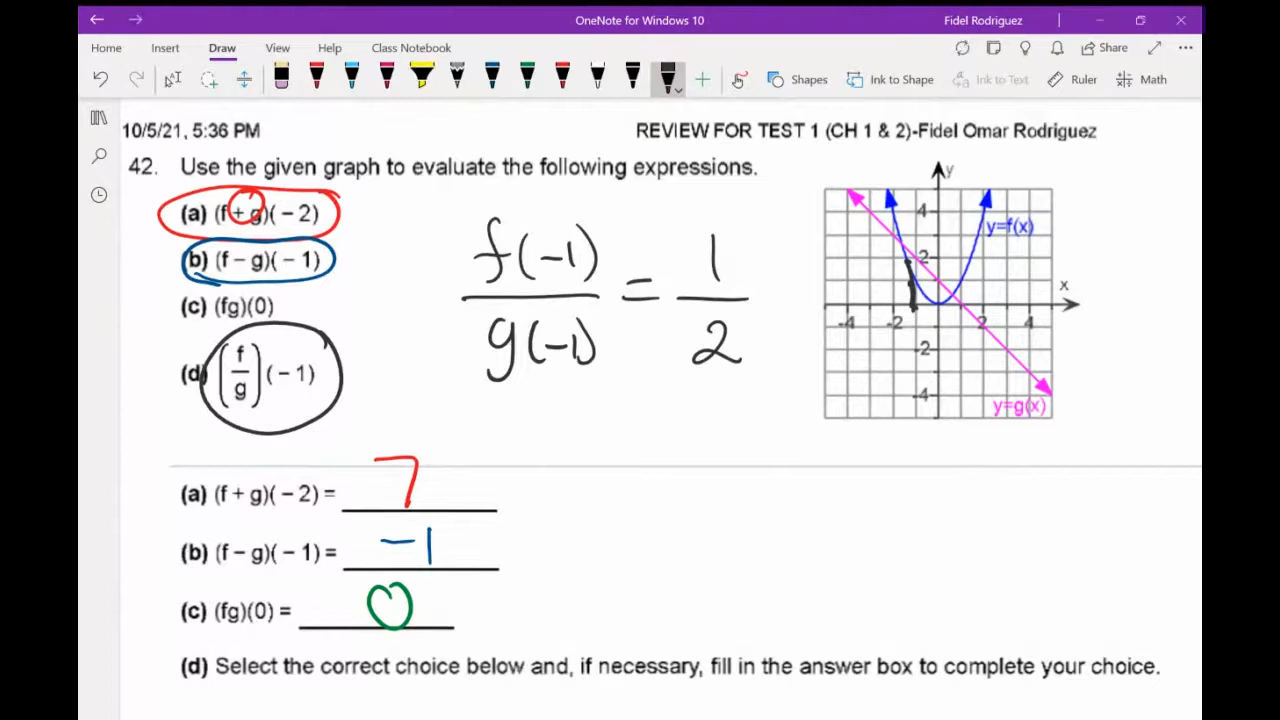 OneNote for Windows 10 Fidel Rodriguez
Home Insert Draw View Help Class Notebook Share
Shapes Ink to Shape Ink to Text Ruler Math
10/5/21, 5:36 PM REVIEW FOR TEST 1 (CH 1 & 2)-Fidel Omar Rodriguez
42. Use the given graph to evaluate the following expressions.
(a) (f + g)( − 2)
(b) (f − g)( − 1)
(c) (fg)(0)
(d) (f/g)( − 1)
f(-1)/g(-1) = 1/2
y
4
y=f(x)
2
x
-4 -2 2 4
-2
-4
y=g(x)
(a) (f + g)( − 2) = 7
(b) (f − g)( − 1) = -1
(c) (fg)(0) = 0
(d) Select the correct choice below and, if necessary, fill in the answer box to complete your choice.